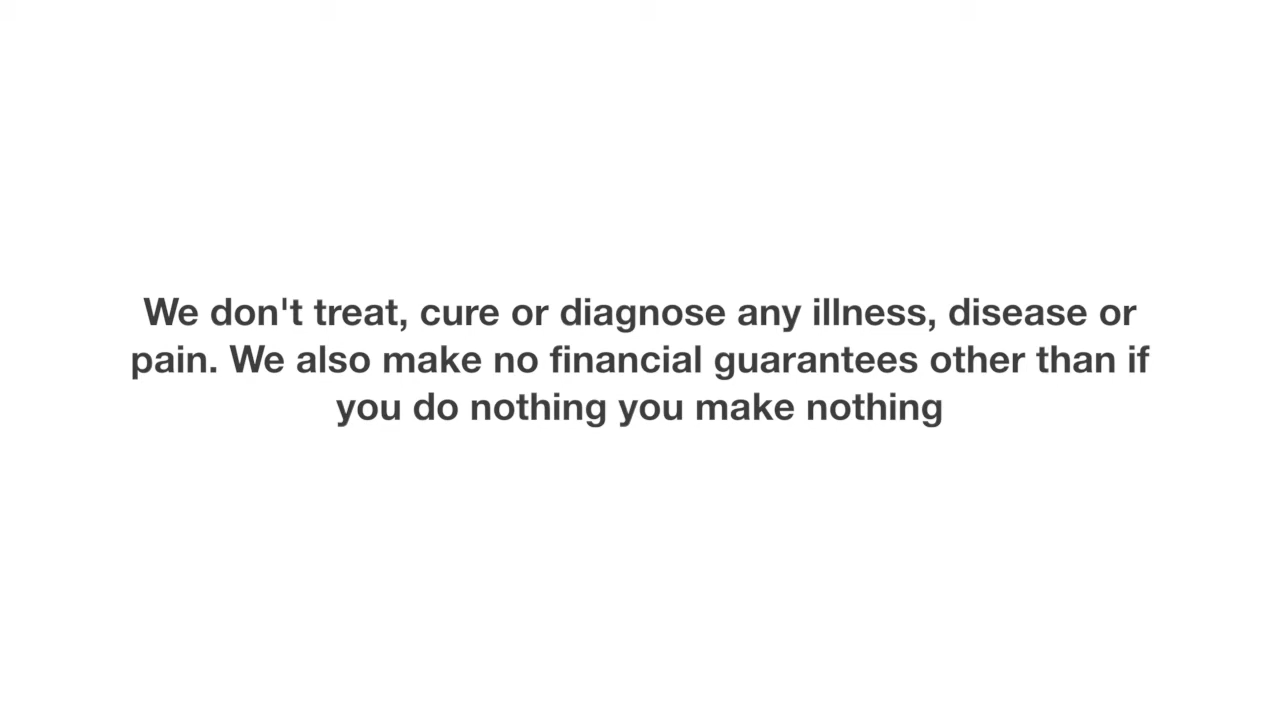 We don't treat, cure or diagnose any illness, disease or
pain. We also make no financial guarantees other than if
you do nothing you make nothing